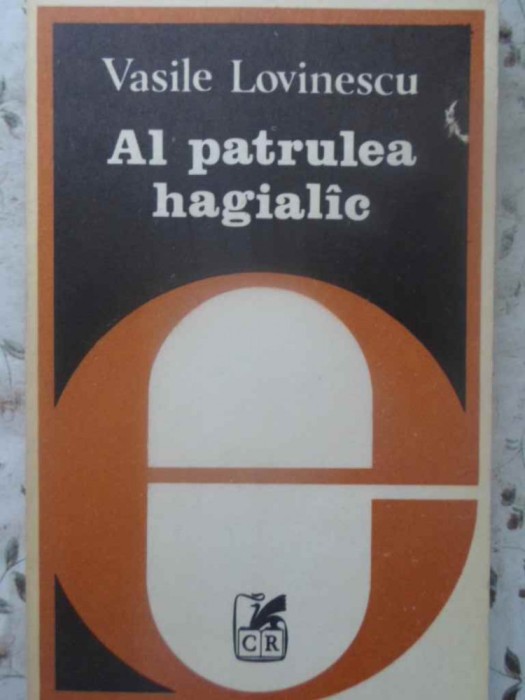 Vasile Lovinescu
Al patrulea
hagialîc
e
CR